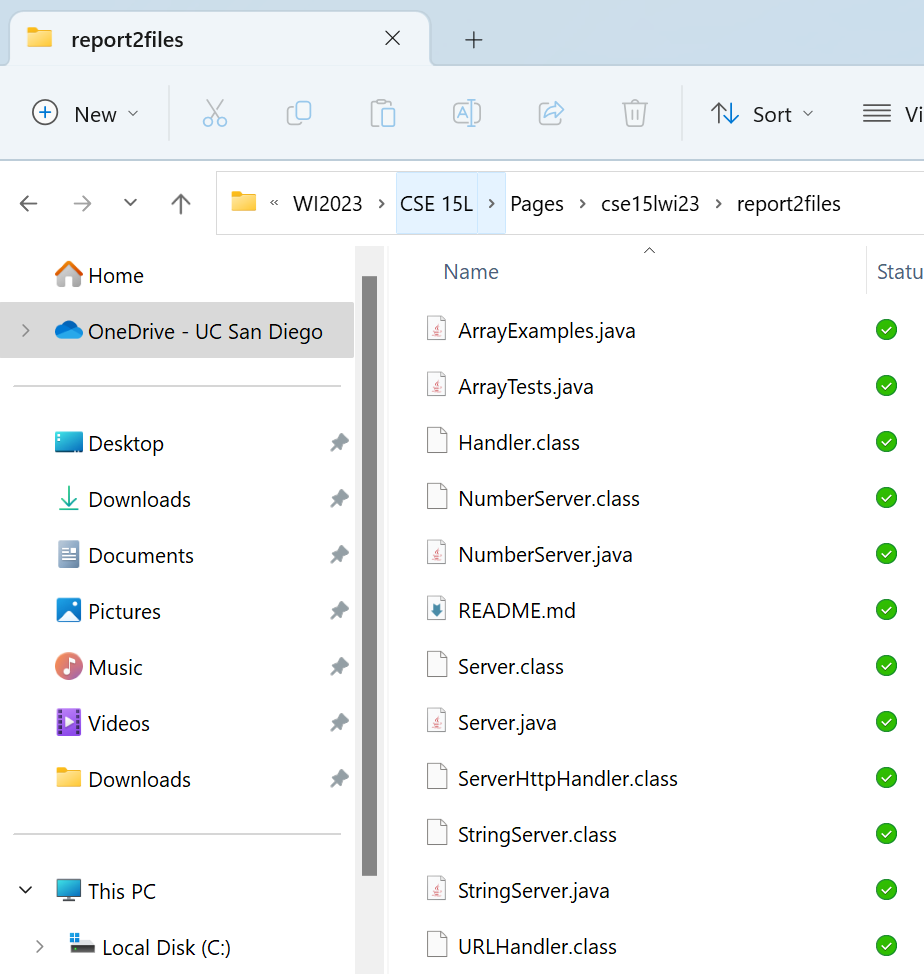 report2files
New
Sort
Vi
« WI2023 > CSE 15L > Pages > cse15lwi23 > report2files
Home
OneDrive - UC San Diego
Desktop
Downloads
Documents
Pictures
Music
Videos
Downloads
This PC
Local Disk (C:)
Name
Statu
ArrayExamples.java
ArrayTests.java
Handler.class
NumberServer.class
NumberServer.java
README.md
Server.class
Server.java
ServerHttpHandler.class
StringServer.class
StringServer.java
URLHandler.class